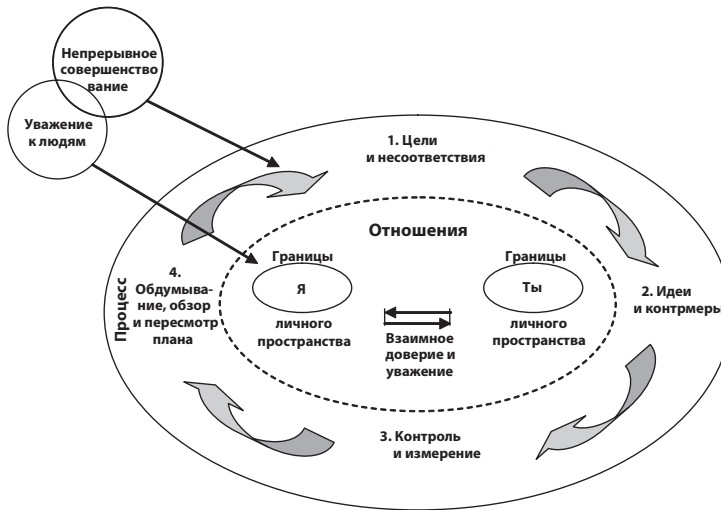 Непрерывное
совершенство
вание
Уважение
к людям
1. Цели
и несоответствия
Отношения
Границы
Я
личного
пространства
Границы
Ты
личного
пространства
Взаимное
доверие и
уважение
2. Идеи
и контрмеры
3. Контроль
и измерение
4.
Обдумыва-
ние, обзор
и пересмотр
плана
Процесс